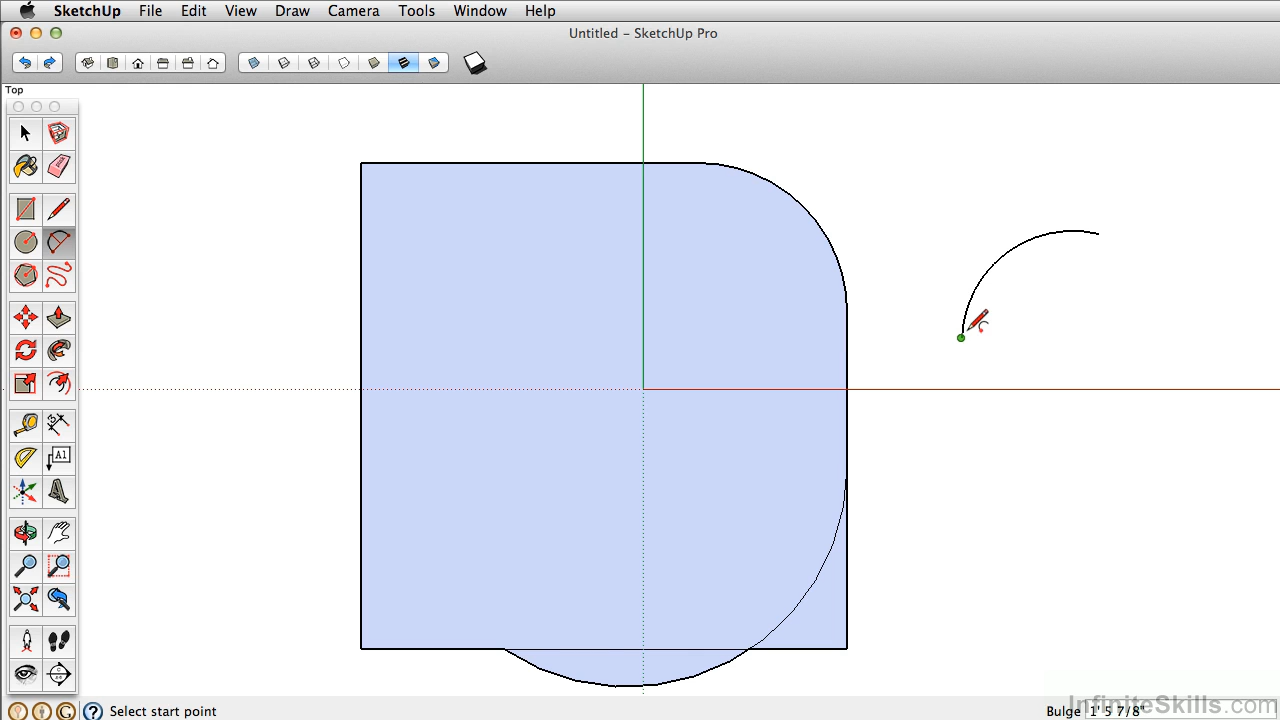 SketchUp File Edit View Draw Camera Tools Window Help
Untitled – SketchUp Pro
Top
A1
Select start point
Bulge 1' 5 7/8"
InfiniteSkills.com